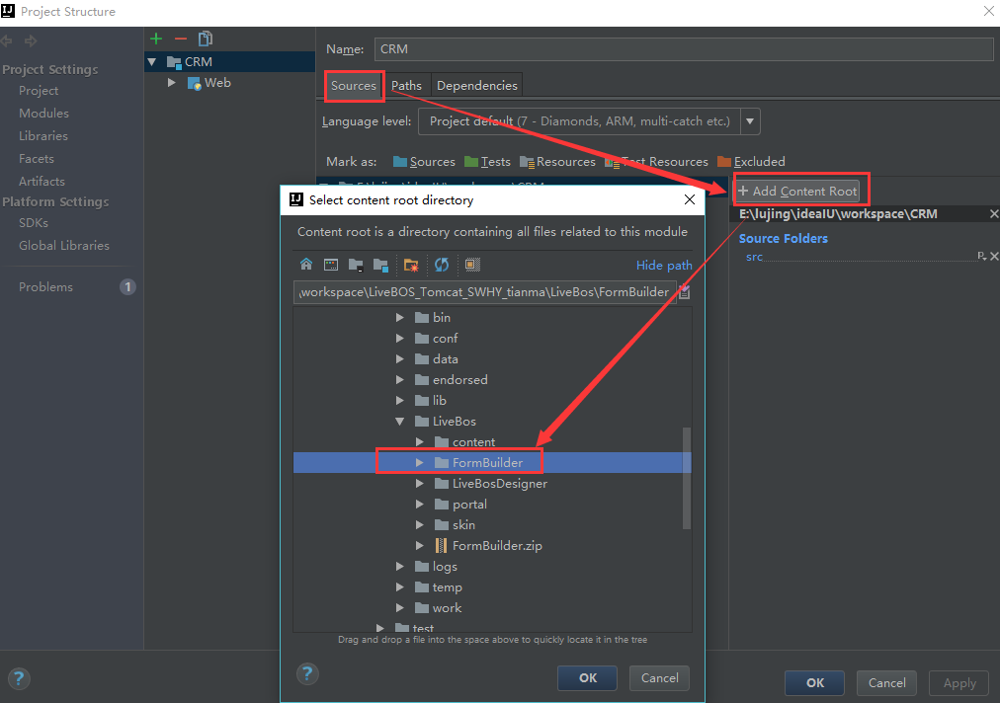 Project Structure
Project Settings
Project
Modules
Libraries
Facets
Artifacts
Platform Settings
SDKs
Global Libraries
Problems 1
CRM
Web
Name: CRM
Sources Paths Dependencies
Language level: Project default (7 - Diamonds, ARM, multi-catch etc.)
Mark as: Sources Tests Resources Test Resources Excluded
Add Content Root
E:\lujing\ideaIU\workspace\CRM
Source Folders
src
Select content root directory
Content root is a directory containing all files related to this module
Hide path
\workspace\LiveBOS_Tomcat_SWHY_tianma\LiveBos\FormBuilder
bin
conf
data
endorsed
lib
LiveBos
content
FormBuilder
LiveBosDesigner
portal
skin
FormBuilder.zip
logs
temp
work
test
Drag and drop a file into the space above to quickly locate it in the tree
? OK Cancel
? OK Cancel Apply